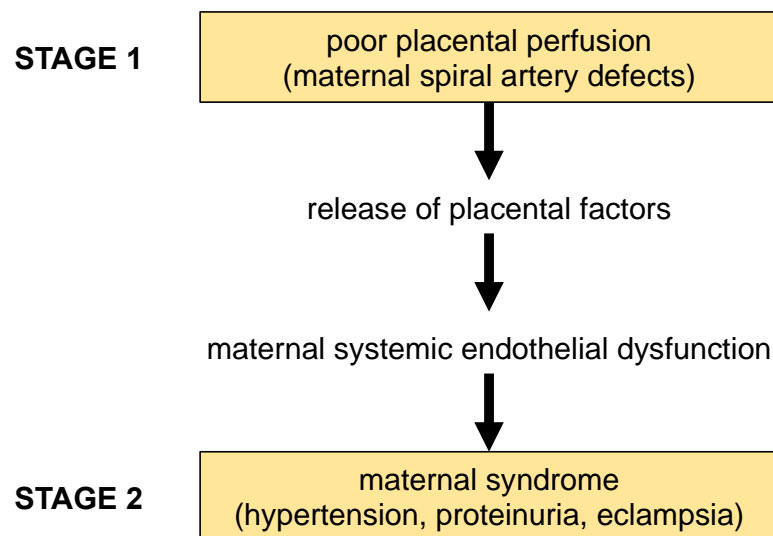 STAGE 1
poor placental perfusion
(maternal spiral artery defects)
release of placental factors
maternal systemic endothelial dysfunction
STAGE 2
maternal syndrome
(hypertension, proteinuria, eclampsia)